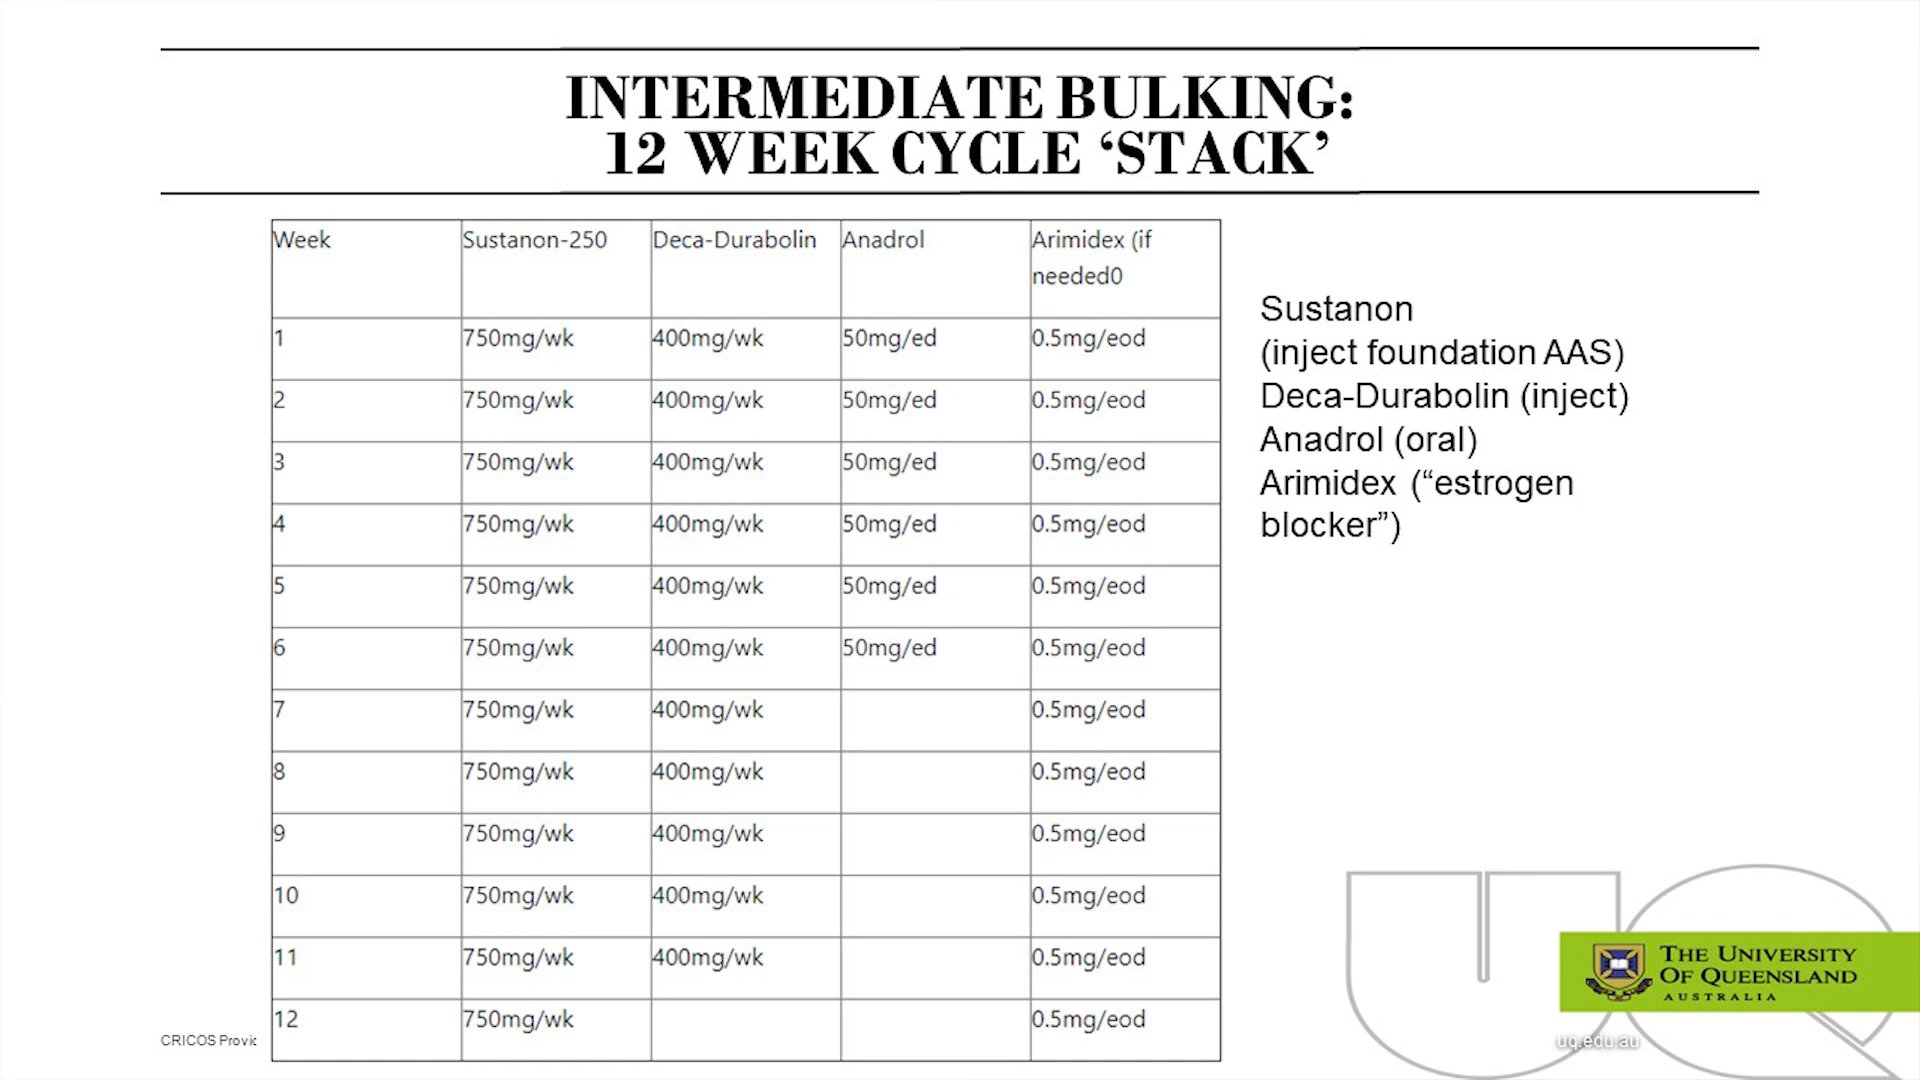 INTERMEDIATE BULKING:
12 WEEK CYCLE ‘STACK’
Week Sustanon-250 Deca-Durabolin Anadrol Arimidex (if
needed0
1 750mg/wk 400mg/wk 50mg/ed 0.5mg/eod
2 750mg/wk 400mg/wk 50mg/ed 0.5mg/eod
3 750mg/wk 400mg/wk 50mg/ed 0.5mg/eod
4 750mg/wk 400mg/wk 50mg/ed 0.5mg/eod
5 750mg/wk 400mg/wk 50mg/ed 0.5mg/eod
6 750mg/wk 400mg/wk 50mg/ed 0.5mg/eod
7 750mg/wk 400mg/wk 0.5mg/eod
8 750mg/wk 400mg/wk 0.5mg/eod
9 750mg/wk 400mg/wk 0.5mg/eod
10 750mg/wk 400mg/wk 0.5mg/eod
11 750mg/wk 400mg/wk 0.5mg/eod
12 750mg/wk 0.5mg/eod
Sustanon
(inject foundation AAS)
Deca-Durabolin (inject)
Anadrol (oral)
Arimidex (“estrogen
blocker”)
UQ
THE UNIVERSITY
OF QUEENSLAND
AUSTRALIA
CRICOS Provic
uq.edu.au